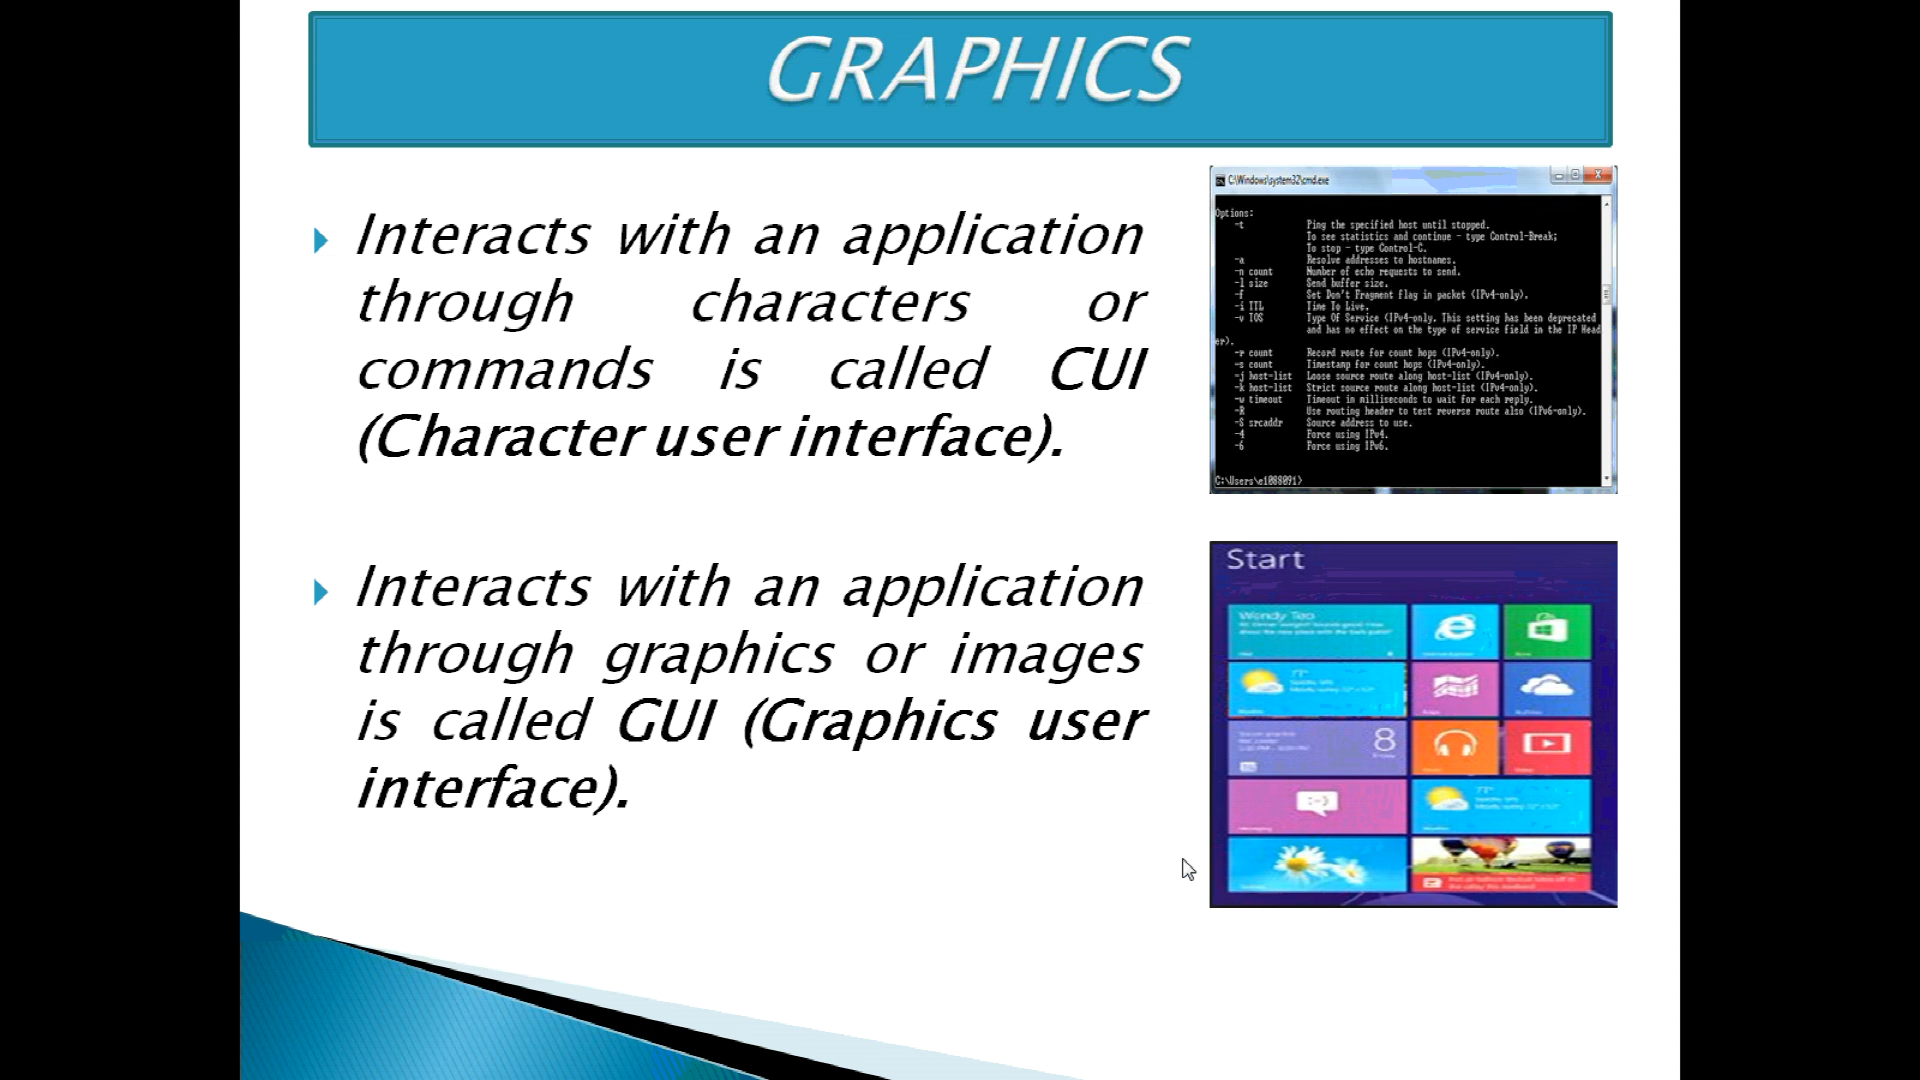 GRAPHICS
Interacts with an application
through characters or
commands is called CUI
(Character user interface).
C:\Windows\system32\cmd.exe
Options:
-t Ping the specified host until stopped.
To see statistics and continue - type Control-Break;
To stop - type Control-C.
-a Resolve addresses to hostnames.
-n count Number of echo requests to send.
-l size Send buffer size.
-f Set Don't Fragment flag in packet (IPv4-only).
-i TTL Time To Live.
-v TOS Type Of Service (IPv4-only. This setting has been deprecated
and has no effect on the type of service field in the IP Head
er).
-r count Record route for count hops (IPv4-only).
-s count Timestamp for count hops (IPv4-only).
-j host-list Loose source route along host-list (IPv4-only).
-k host-list Strict source route along host-list (IPv4-only).
-w timeout Timeout in milliseconds to wait for each reply.
-R Use routing header to test reverse route also (IPv6-only).
-S srcaddr Source address to use.
-4 Force using IPv4.
-6 Force using IPv6.
C:\Users\e1068091>
Interacts with an application
through graphics or images
is called GUI (Graphics user
interface).
Start
Wendy Teo
8